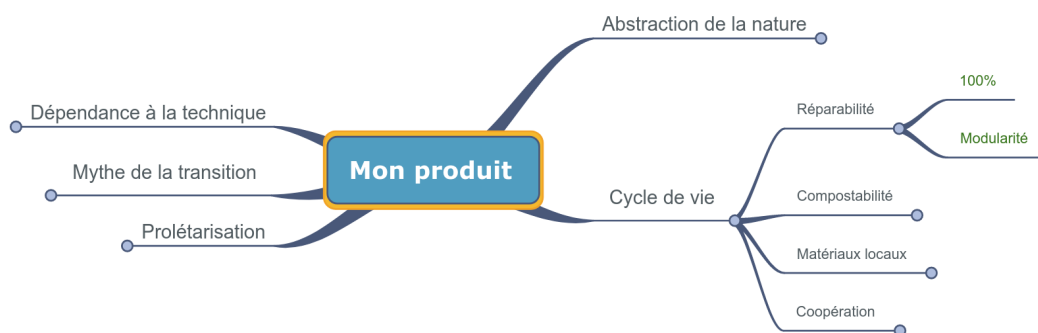 Abstraction de la nature
Dépendance à la technique
Mythe de la transition
Prolétarisation
Mon produit
Cycle de vie
Réparabilité
100%
Modularité
Compostabilité
Matériaux locaux
Coopération